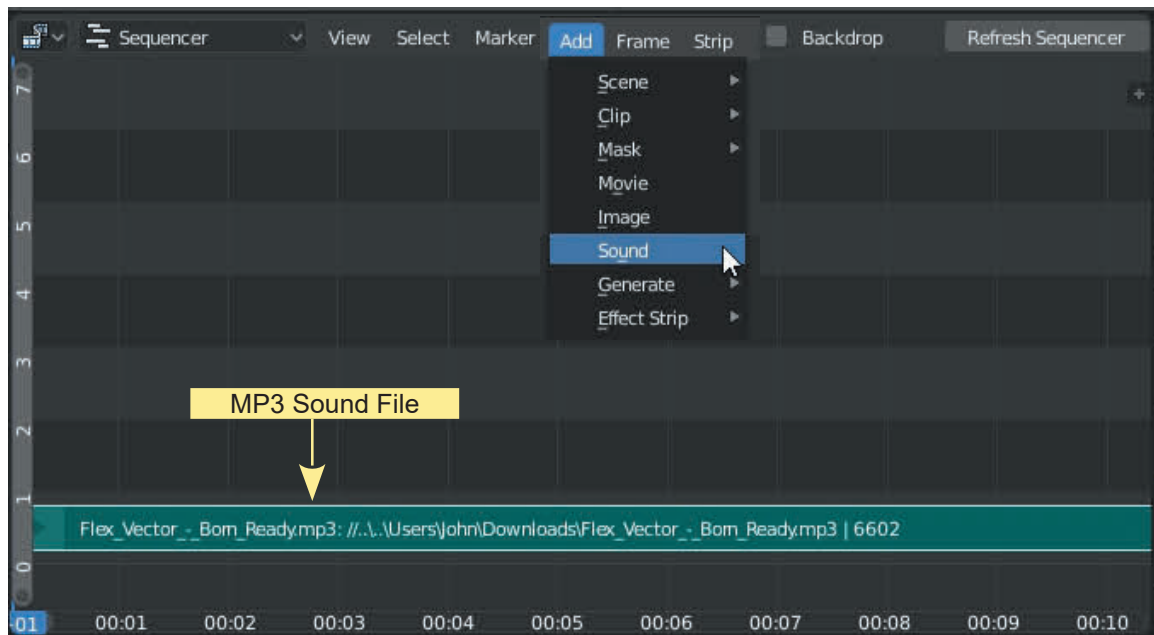 Sequencer View Select Marker Add Frame Strip Backdrop Refresh Sequencer
Scene
Clip
Mask
Movie
Image
Sound
Generate
Effect Strip
7
6
5
4
3
2
1
0
MP3 Sound File
Flex_Vector_-_Born_Ready.mp3: //..\..\Users\John\Downloads\Flex_Vector_-_Born_Ready.mp3 | 6602
01 00:01 00:02 00:03 00:04 00:05 00:06 00:07 00:08 00:09 00:10